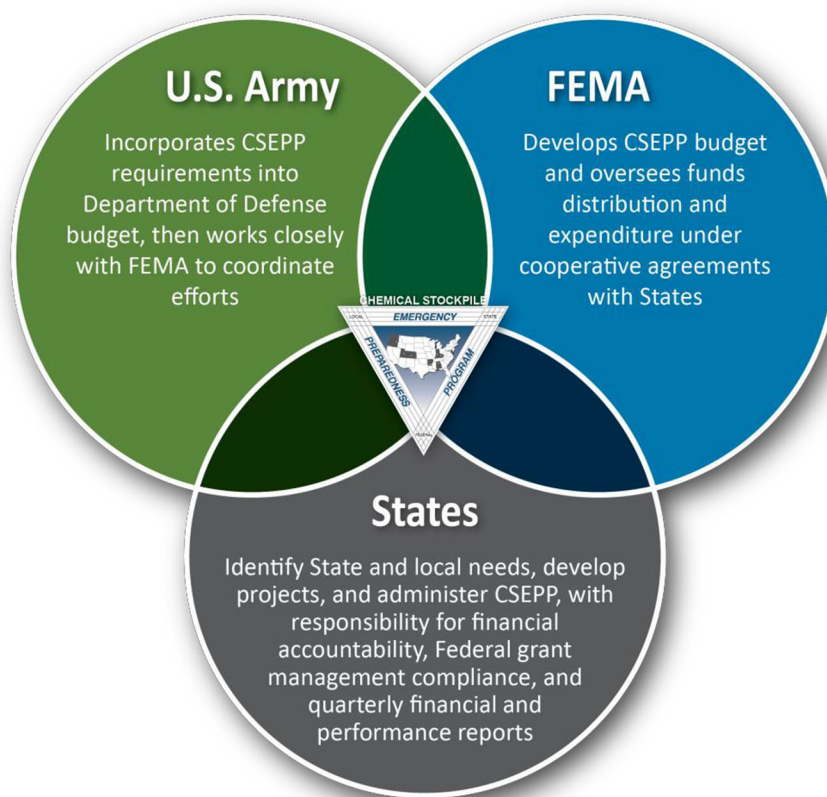 U.S. Army
Incorporates CSEPP
requirements into
Department of Defense
budget, then works closely
with FEMA to coordinate
efforts
FEMA
Develops CSEPP budget
and oversees funds
distribution and
expenditure under
cooperative agreements
with States
CHEMICAL STOCKPILE
LOCAL
EMERGENCY
STATE
PREPAREDNESS
PROGRAM
FEDERAL
States
Identify State and local needs, develop
projects, and administer CSEPP, with
responsibility for financial
accountability, Federal grant
management compliance, and
quarterly financial and
performance reports